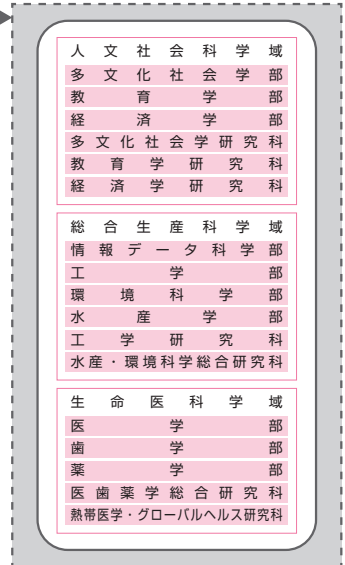 人文社会科学域
多文化社会学部
教育学部
経済学部
多文化社会学研究科
教育学研究科
経済学研究科
総合生産科学域
情報データ科学部
工学部
環境科学部
水産学部
工学研究科
水産・環境科学総合研究科
生命医科学域
医学部
歯学部
薬学部
医歯薬学総合研究科
熱帯医学・グローバルヘルス研究科